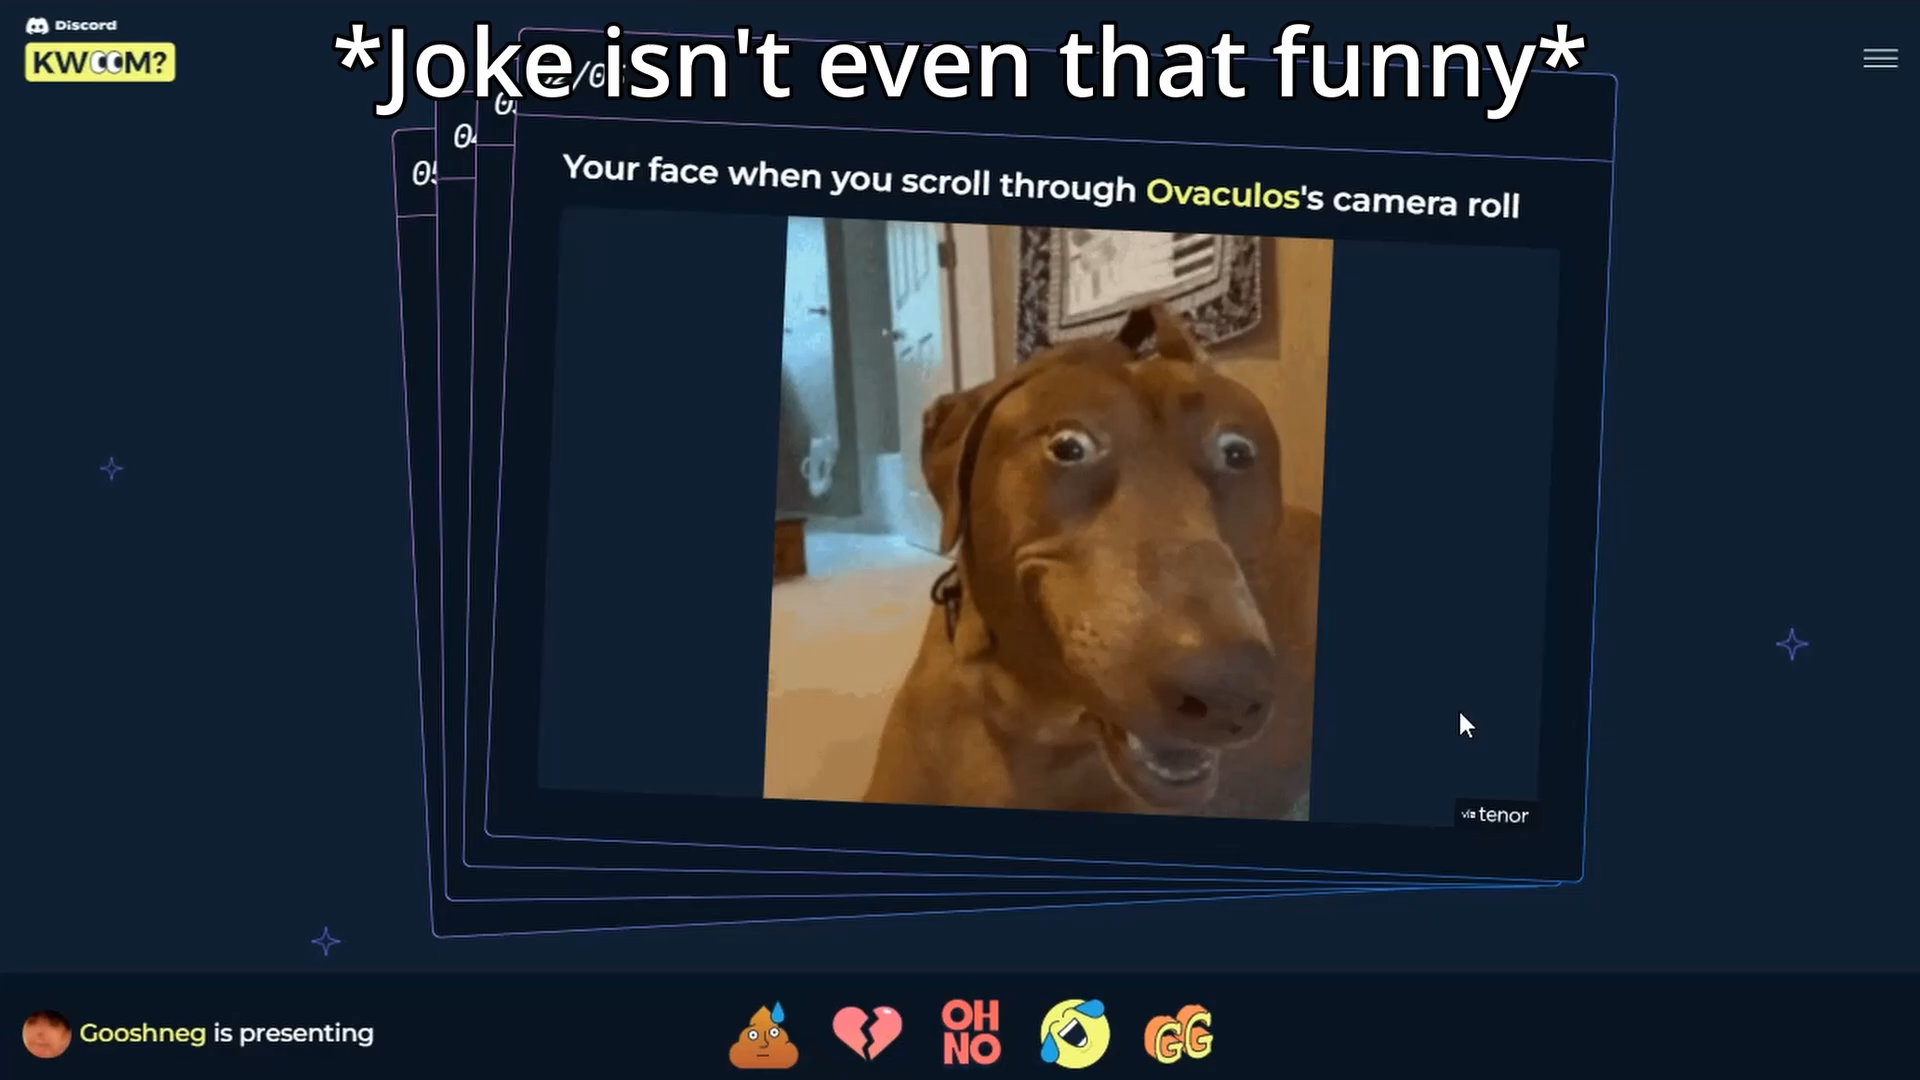 Discord
KWOOM?
*Joke isn't even that funny*
Your face when you scroll through Ovaculos's camera roll
via tenor
Gooshneg is presenting
OH
NO
GG